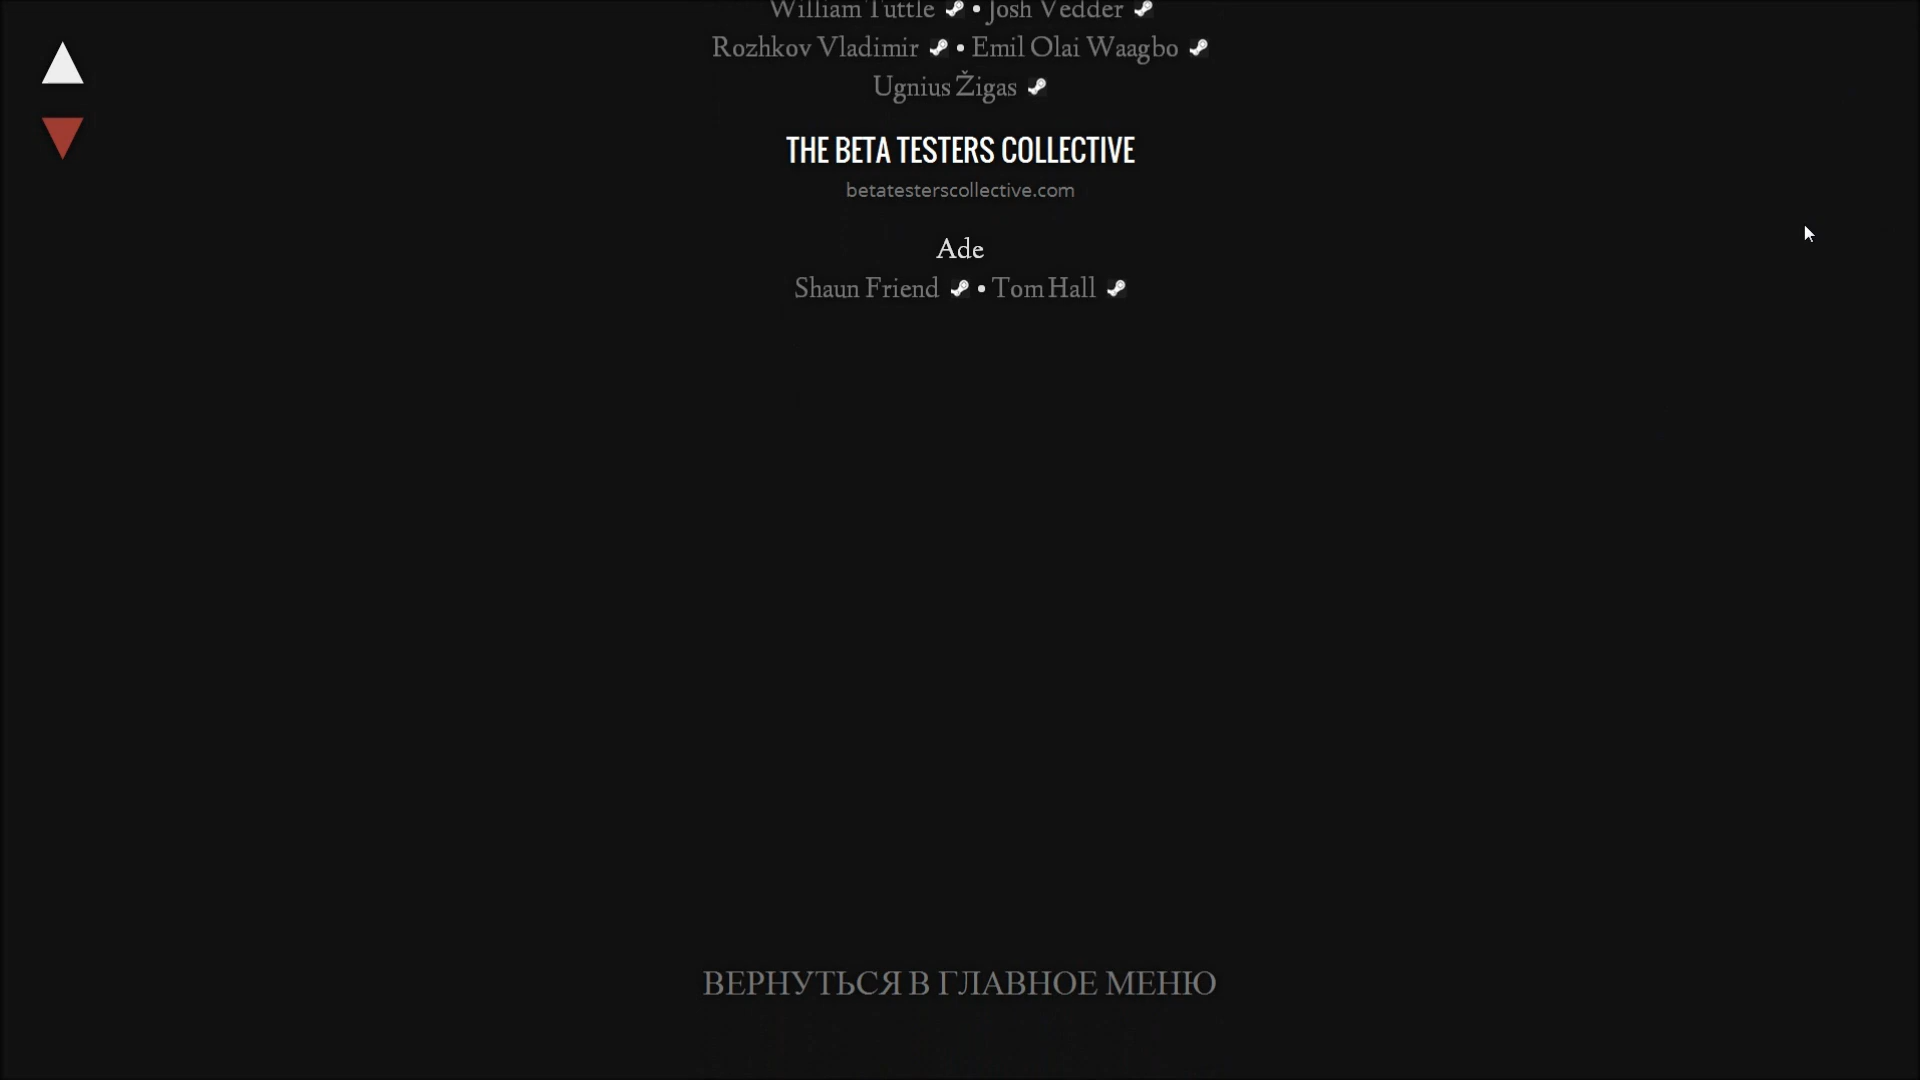 William Tuttle • Josh Vedder
Rozhkov Vladimir • Emil Olai Waagbo
Ugnius Žigas
THE BETA TESTERS COLLECTIVE
betatesterscollective.com
Ade
Shaun Friend • Tom Hall
ВЕРНУТЬСЯ В ГЛАВНОЕ МЕНЮ